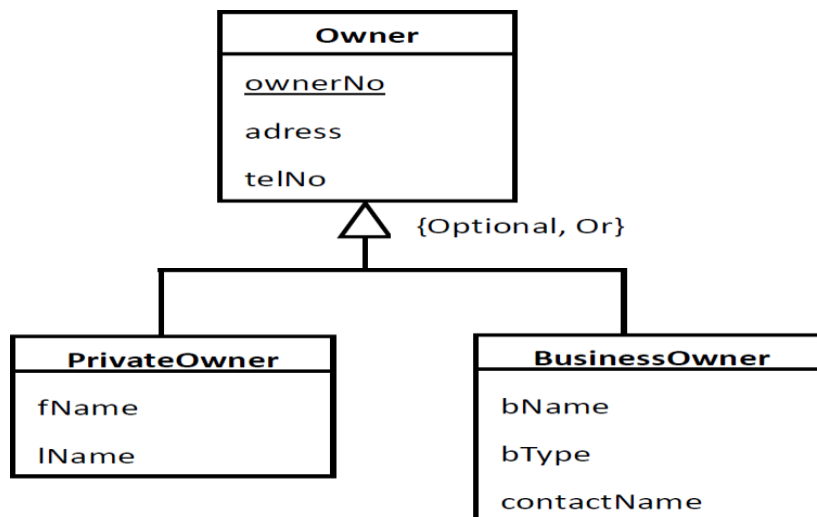 Owner
ownerNo
adress
telNo
{Optional, Or}
PrivateOwner
fName
lName
BusinessOwner
bName
bType
contactName